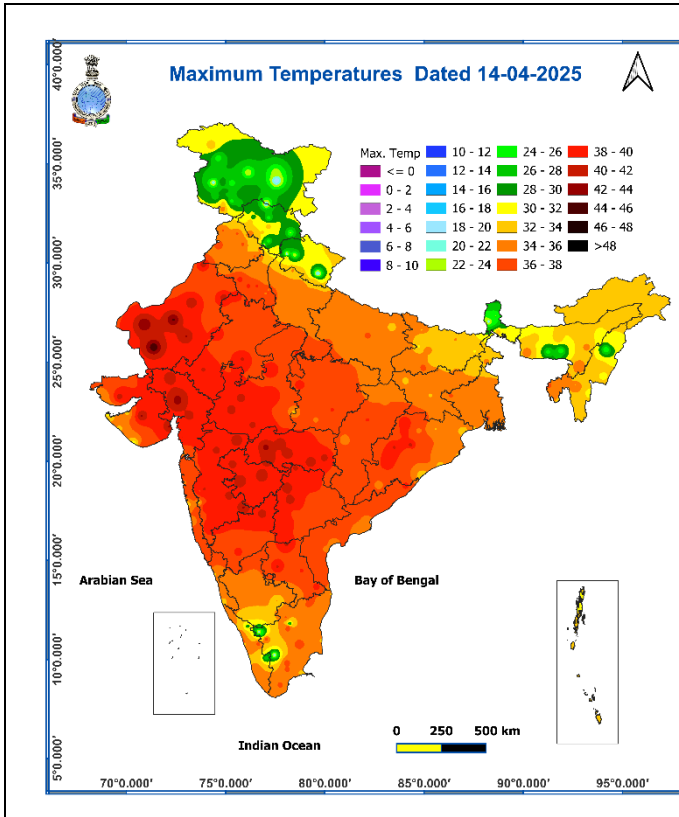 Maximum Temperatures Dated 14-04-2025
Max. Temp
<= 0
0 - 2
2 - 4
4 - 6
6 - 8
8 - 10
10 - 12
12 - 14
14 - 16
16 - 18
18 - 20
20 - 22
22 - 24
24 - 26
26 - 28
28 - 30
30 - 32
32 - 34
34 - 36
36 - 38
38 - 40
40 - 42
42 - 44
44 - 46
46 - 48
>48
40°0.000'
35°0.000'
30°0.000'
25°0.000'
20°0.000'
15°0.000'
10°0.000'
5°0.000'
Arabian Sea
Bay of Bengal
Indian Ocean
0 250 500 km
70°0.000' 75°0.000' 80°0.000' 85°0.000' 90°0.000' 95°0.000'